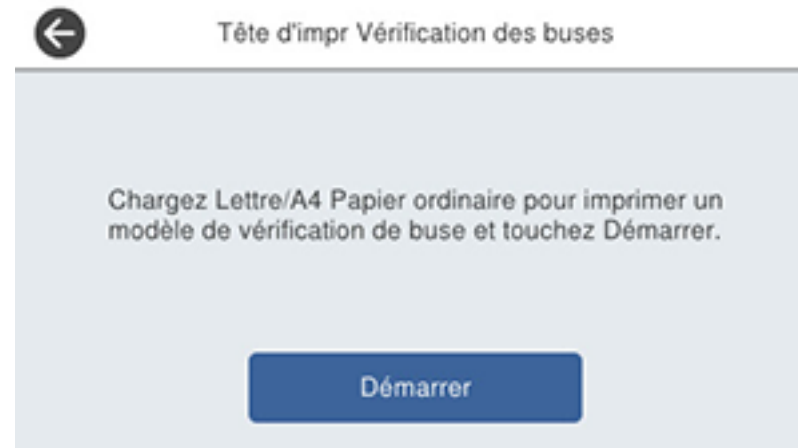 Tête d'impr Vérification des buses
Chargez Lettre/A4 Papier ordinaire pour imprimer un
modèle de vérification de buse et touchez Démarrer.
Démarrer